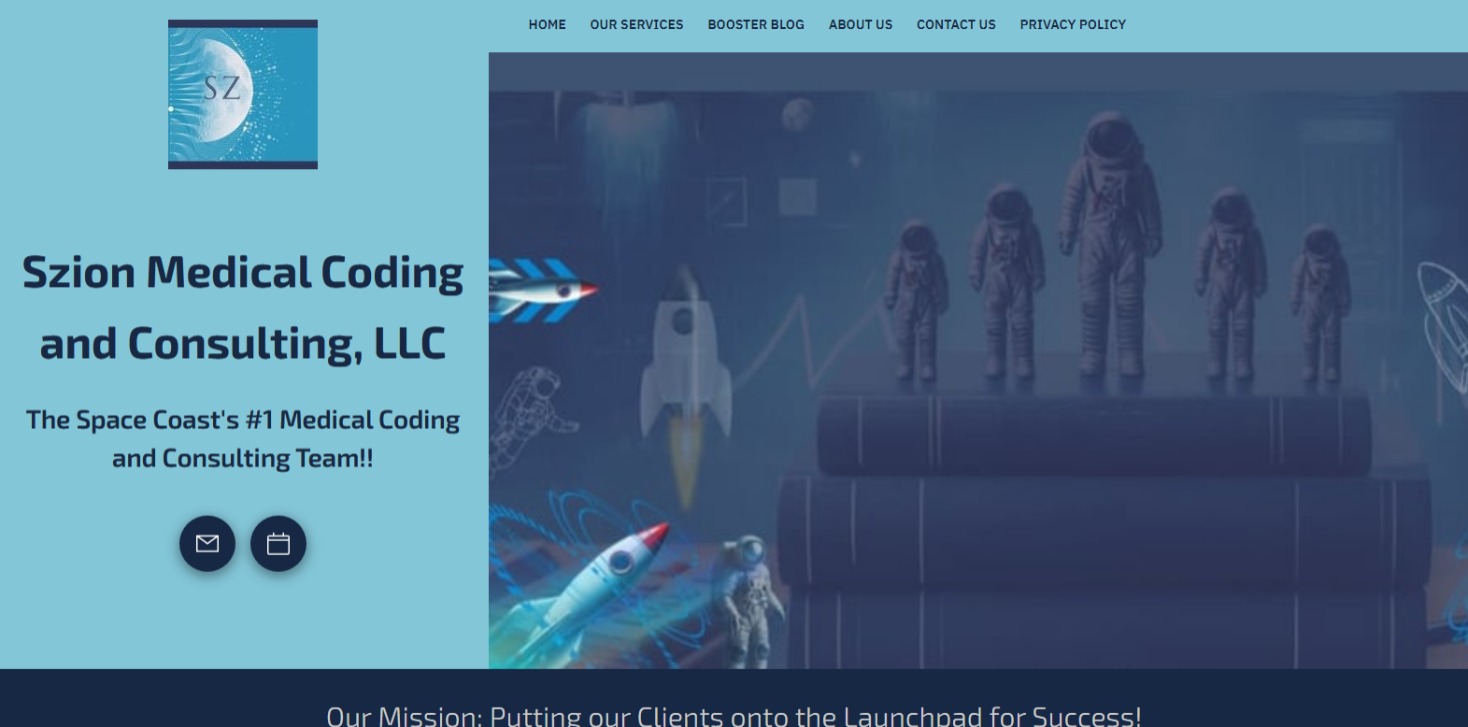 SZ
HOME OUR SERVICES BOOSTER BLOG ABOUT US CONTACT US PRIVACY POLICY
Szion Medical Coding
and Consulting, LLC
The Space Coast's #1 Medical Coding
and Consulting Team!!
Our Mission: Putting our Clients onto the Launchpad for Success!